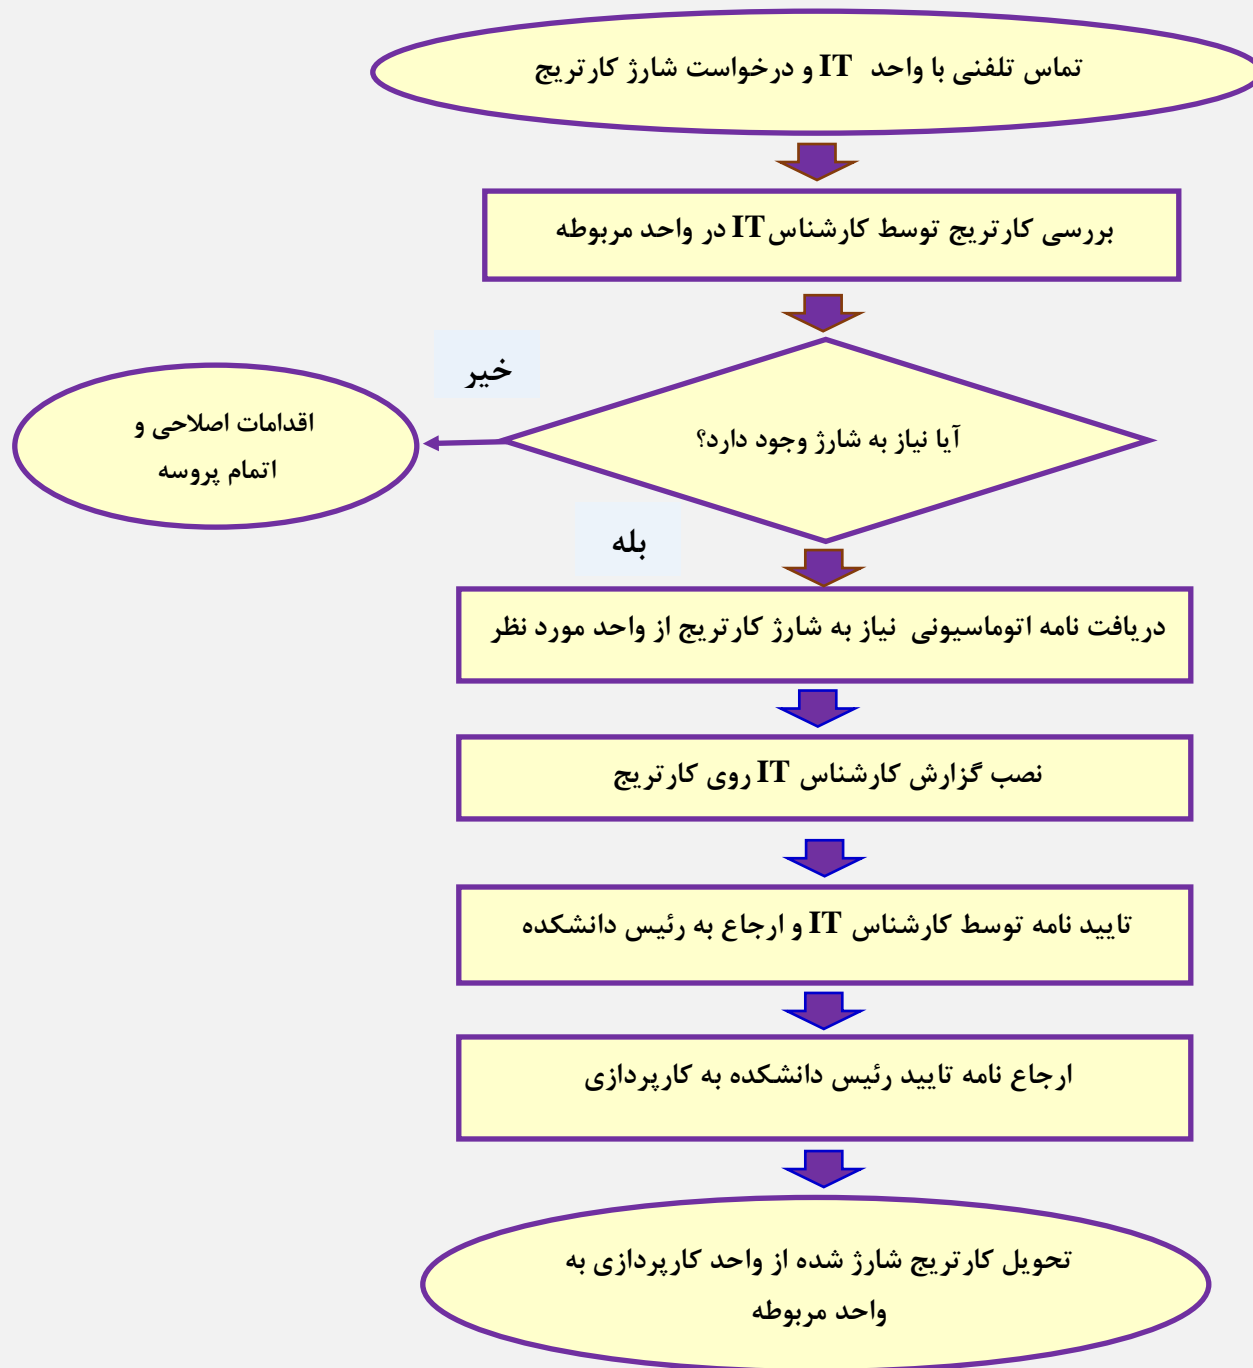 تماس تلفنی با واحد IT و درخواست شارژ کارتریج
بررسی کارتریج توسط کارشناس IT در واحد مربوطه
آیا نیاز به شارژ وجود دارد؟
خیر
اقدامات اصلاحی و
اتمام پروسه
بله
دریافت نامه اتوماسیونی نیاز به شارژ کارتریج از واحد مورد نظر
نصب گزارش کارشناس IT روی کارتریج
تایید نامه توسط کارشناس IT و ارجاع به رئیس دانشکده
ارجاع نامه تایید رئیس دانشکده به کارپردازی
تحویل کارتریج شارژ شده از واحد کارپردازی به
واحد مربوطه